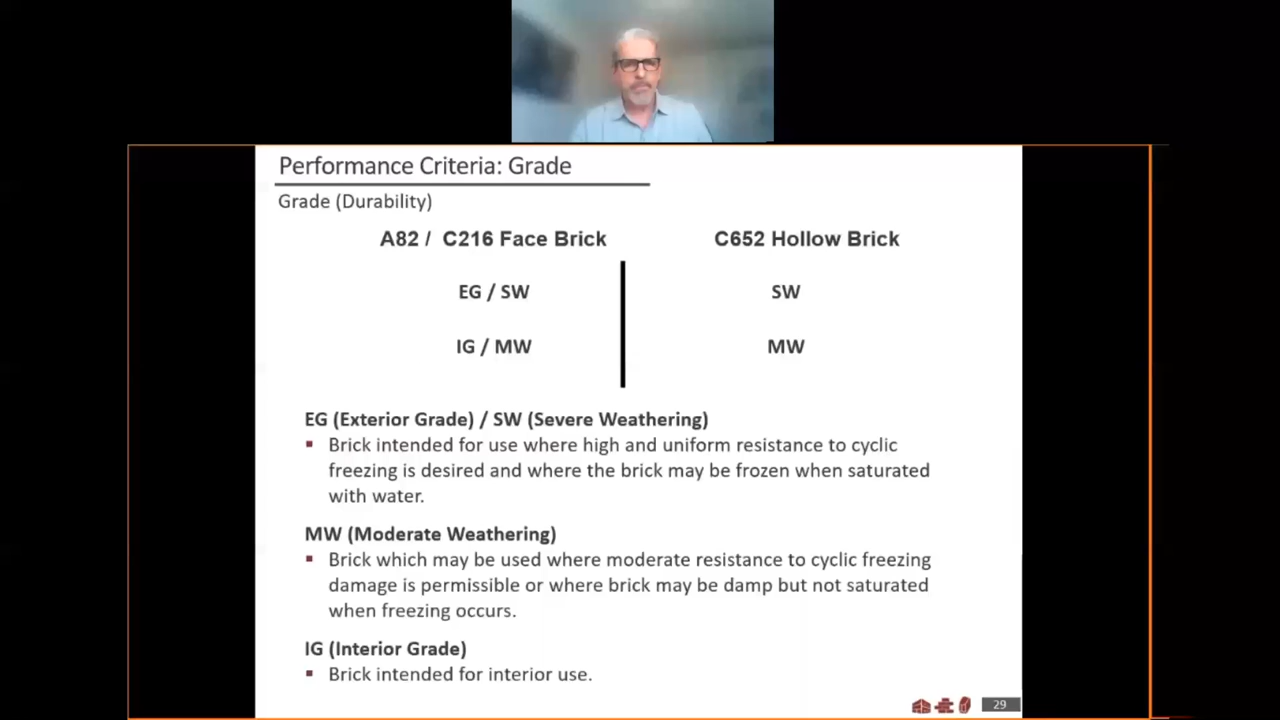 Performance Criteria: Grade
Grade (Durability)
A82 / C216 Face Brick
C652 Hollow Brick
EG / SW
SW
IG / MW
MW
EG (Exterior Grade) / SW (Severe Weathering)
▪ Brick intended for use where high and uniform resistance to cyclic
freezing is desired and where the brick may be frozen when saturated
with water.
MW (Moderate Weathering)
▪ Brick which may be used where moderate resistance to cyclic freezing
damage is permissible or where brick may be damp but not saturated
when freezing occurs.
IG (Interior Grade)
▪ Brick intended for interior use.
29